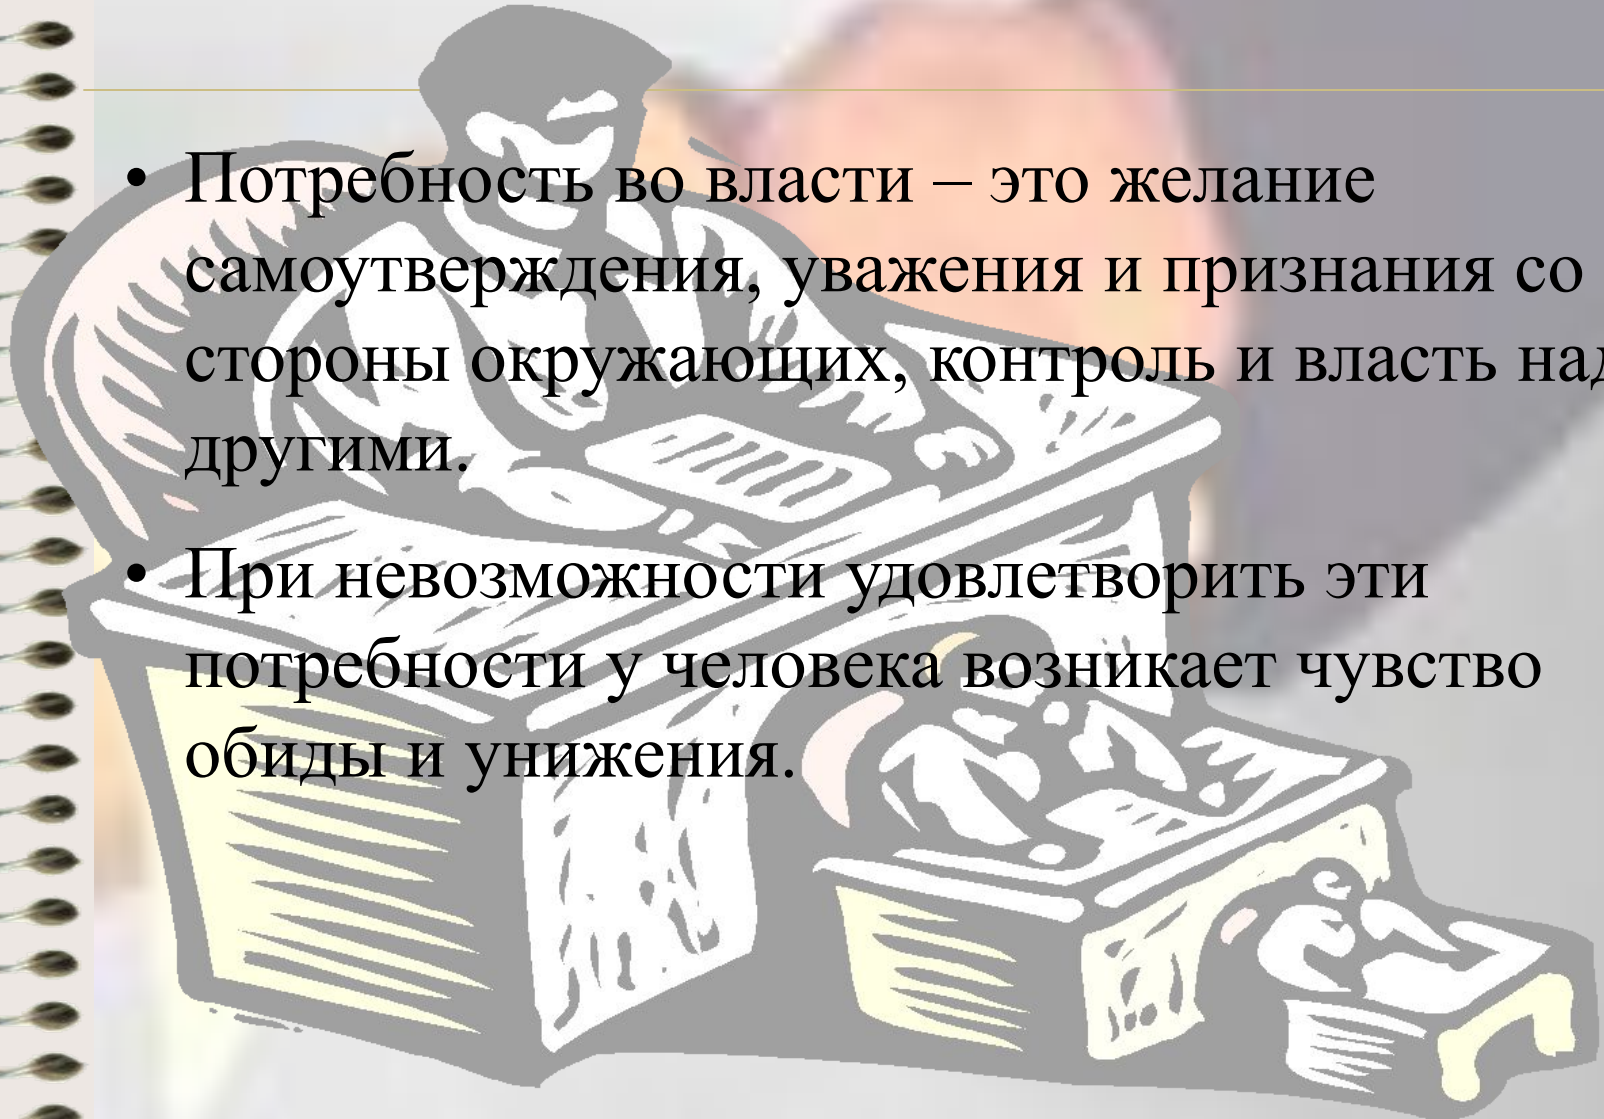 • Потребность во власти – это желание
самоутверждения, уважения и признания со
стороны окружающих, контроль и власть над
другими.
• При невозможности удовлетворить эти
потребности у человека возникает чувство
обиды и унижения.